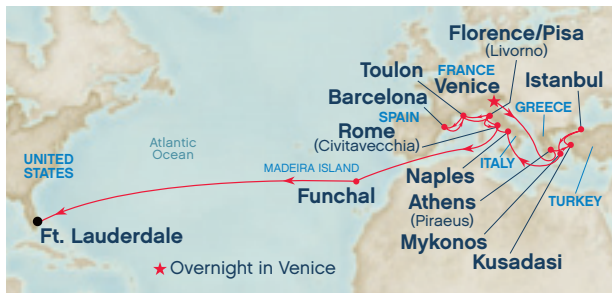 Florence/Pisa
(Livorno)
Toulon
FRANCE
Venice
Istanbul
Barcelona
SPAIN
GREECE
Rome
(Civitavecchia)
Atlantic
Ocean
UNITED
STATES
MADEIRA ISLAND
ITALY
Naples
Funchal
Athens
(Piraeus)
TURKEY
Mykonos
Ft. Lauderdale
Kusadasi
Overnight in Venice